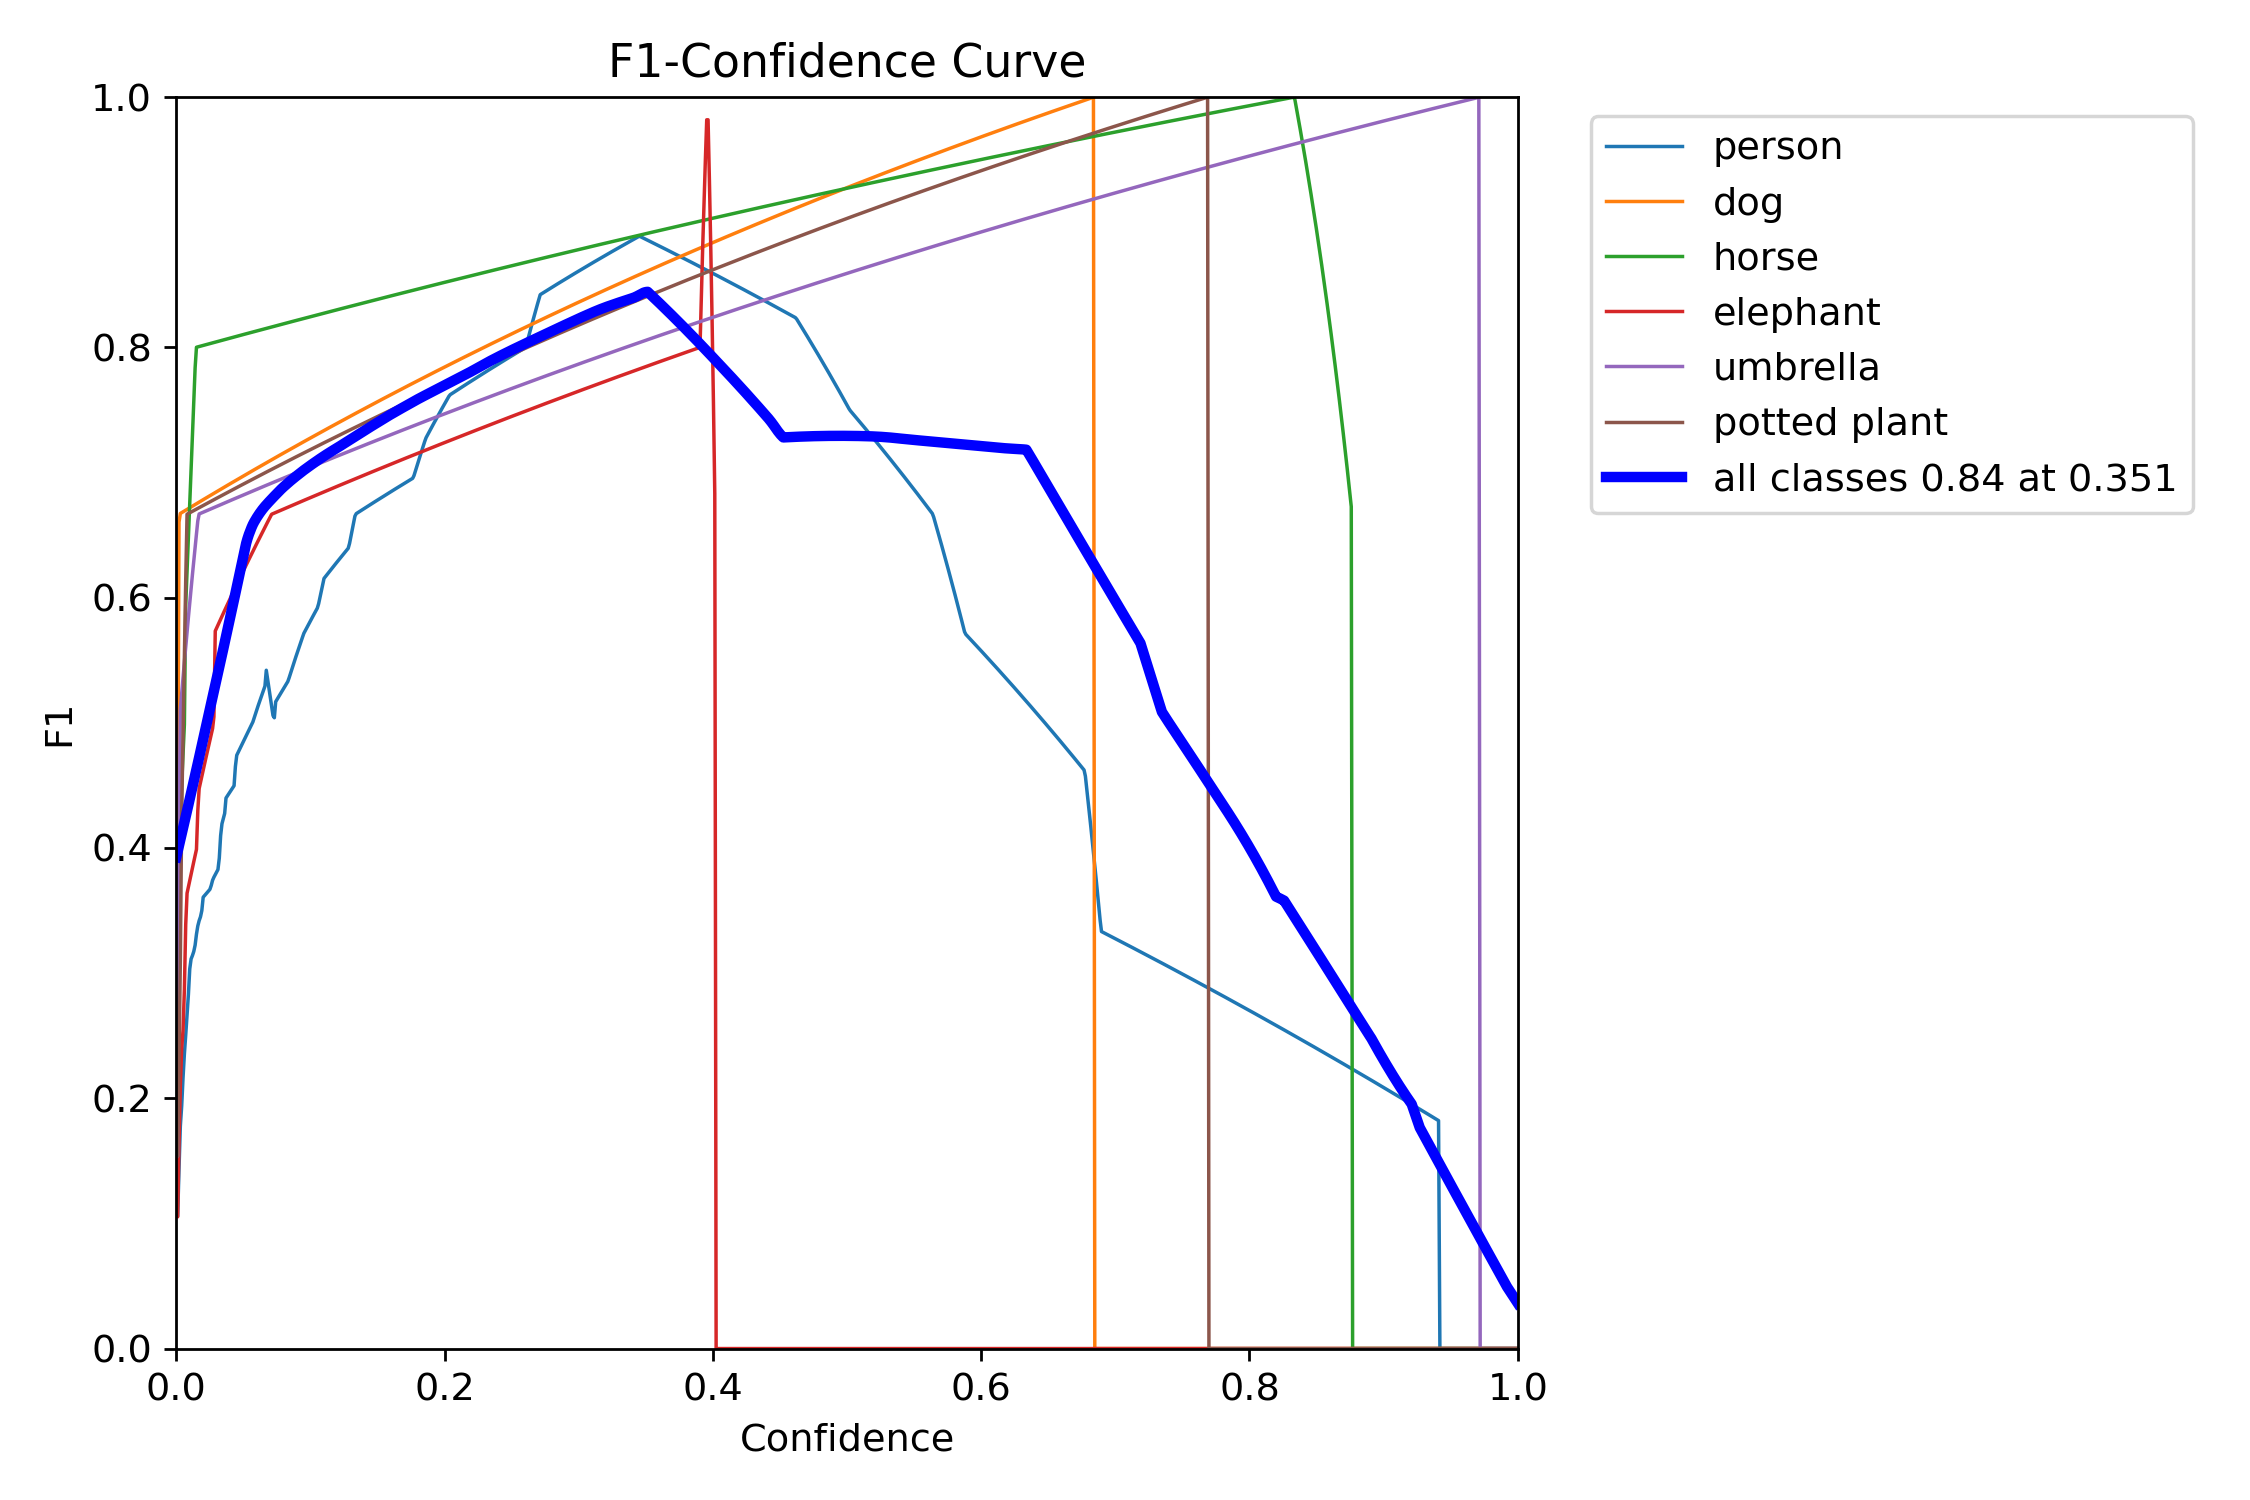 F1-Confidence Curve
1.0
0.8
0.6
0.4
0.2
0.0
F1
0.0 0.2 0.4 0.6 0.8 1.0
Confidence
person
dog
horse
elephant
umbrella
potted plant
all classes 0.84 at 0.351